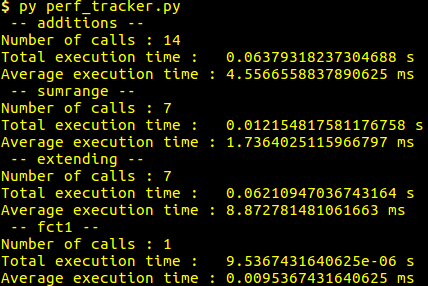 $ py perf_tracker.py
-- additions --
Number of calls : 14
Total execution time :   0.06379318237304688 s
Average execution time : 4.5566558837890625 ms
-- sumrange --
Number of calls : 7
Total execution time :   0.012154817581176758 s
Average execution time : 1.7364025115966797 ms
-- extending --
Number of calls : 7
Total execution time :   0.06210947036743164 s
Average execution time : 8.872781481061663 ms
-- fct1 --
Number of calls : 1
Total execution time :   9.5367431640625e-06 s
Average execution time : 0.0095367431640625 ms